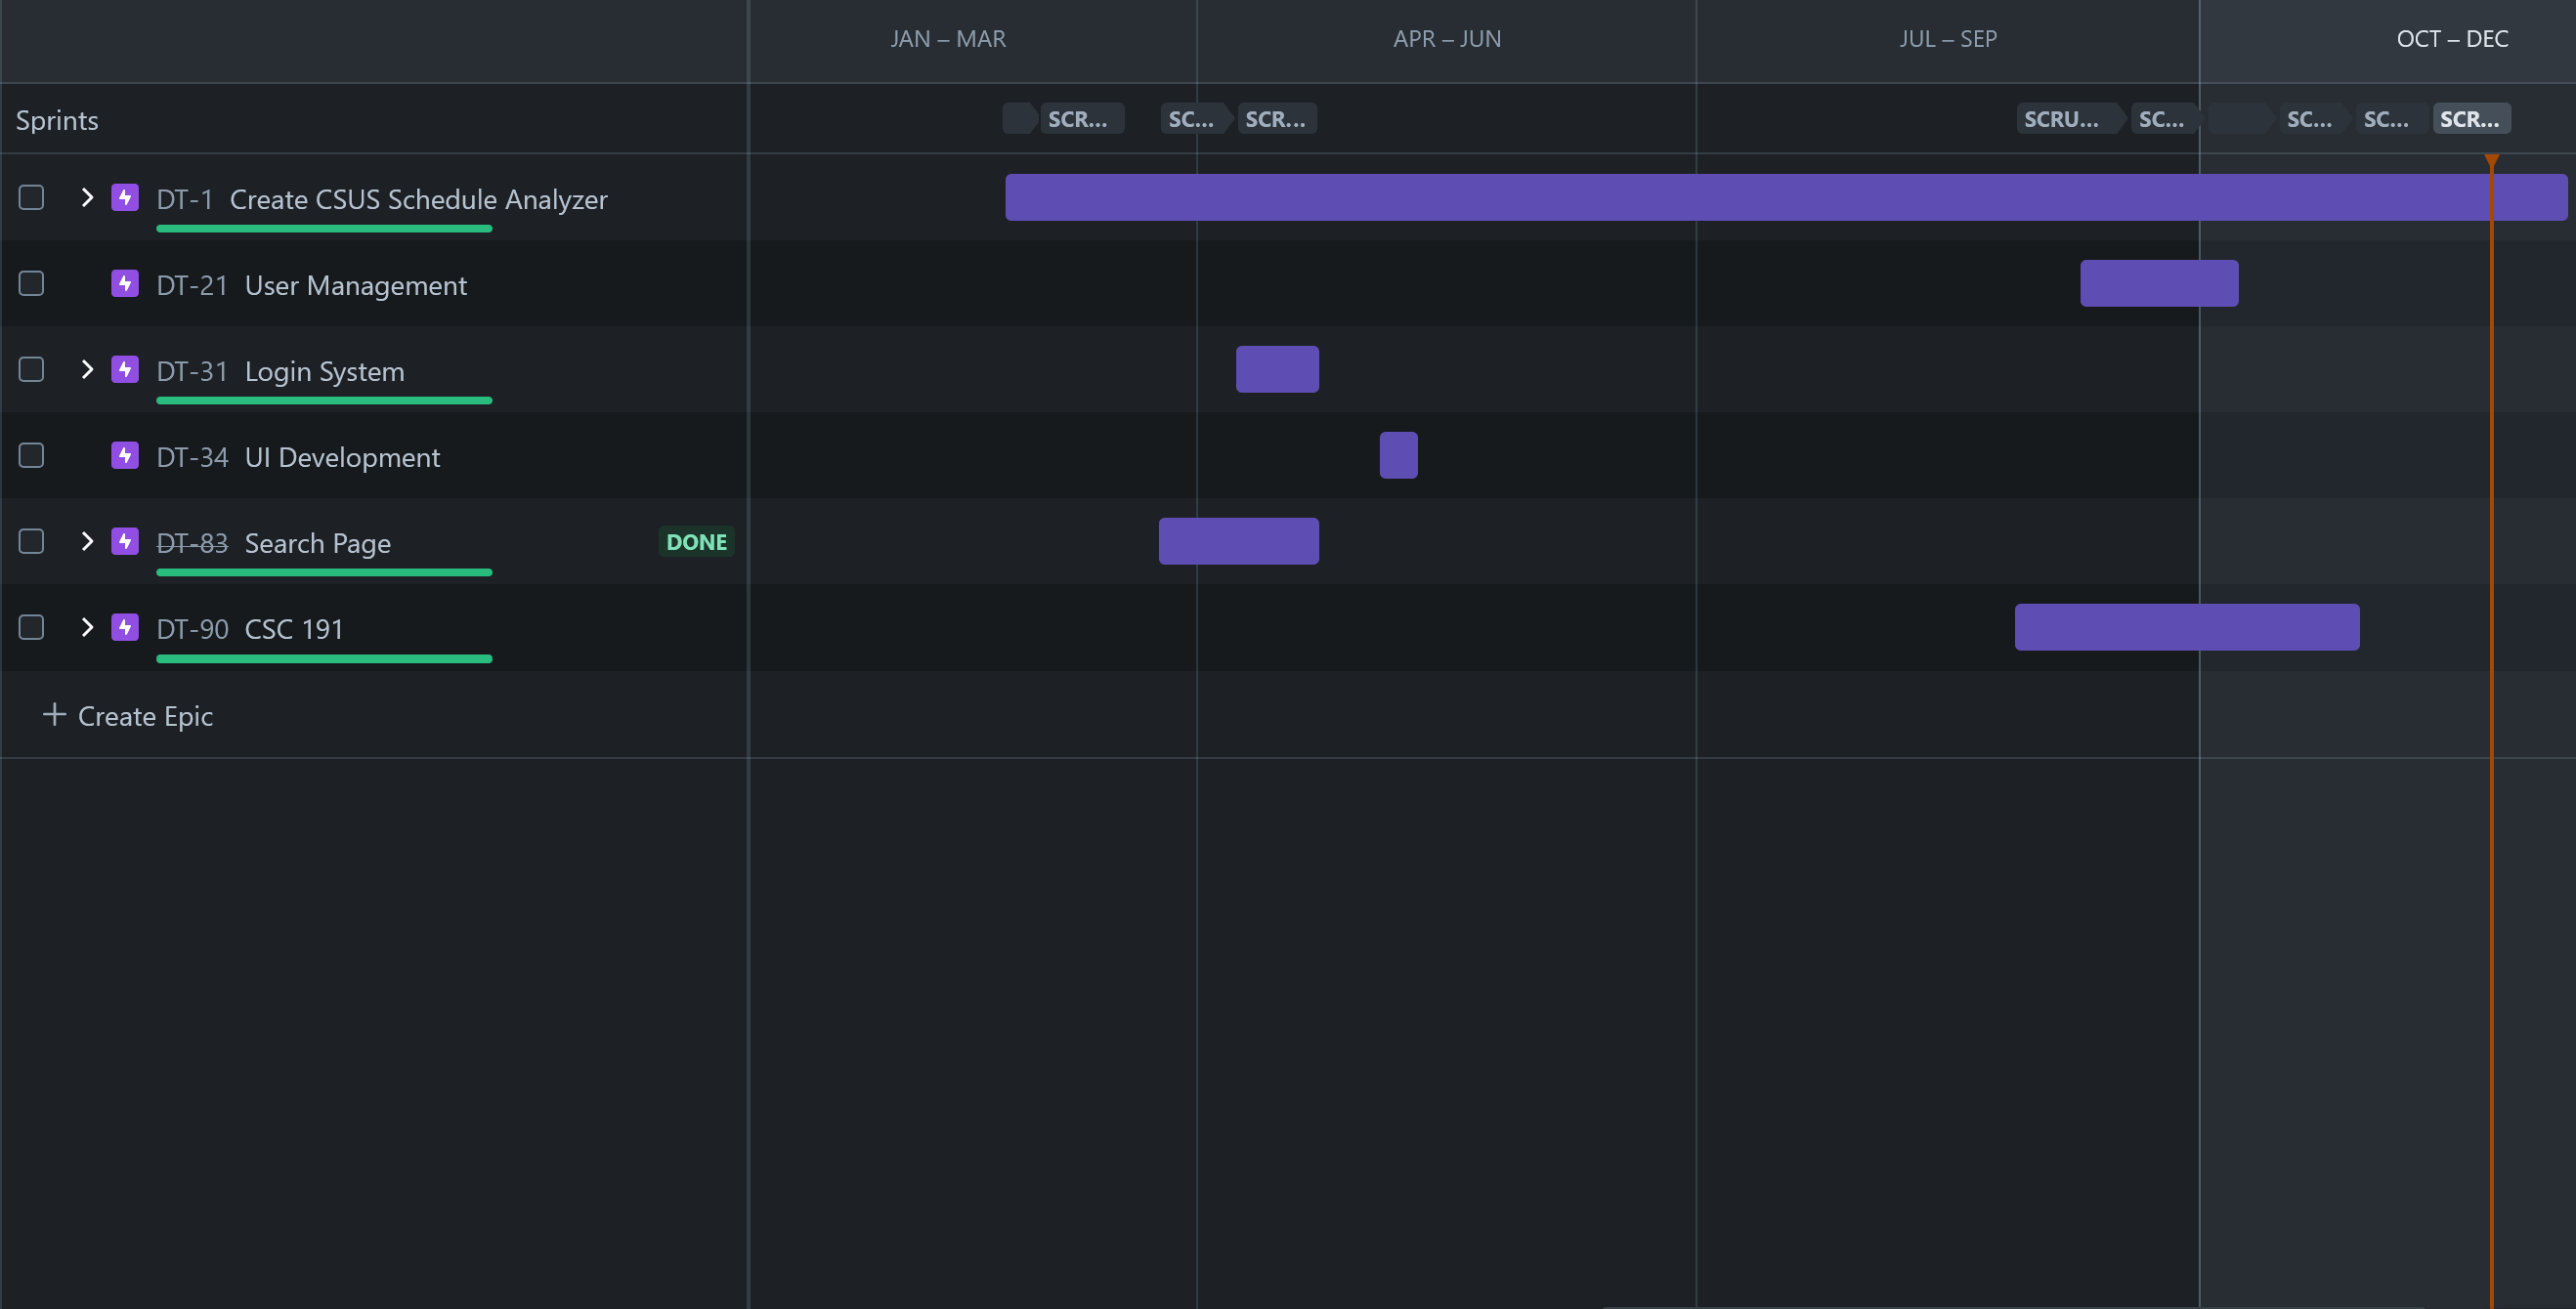 JAN – MAR APR – JUN JUL – SEP OCT – DEC
Sprints SCR... SC... SCR... SCRU... SC... SC... SC... SCR...
DT-1 Create CSUS Schedule Analyzer
DT-21 User Management
DT-31 Login System
DT-34 UI Development
DT-83 Search Page DONE
DT-90 CSC 191
+ Create Epic